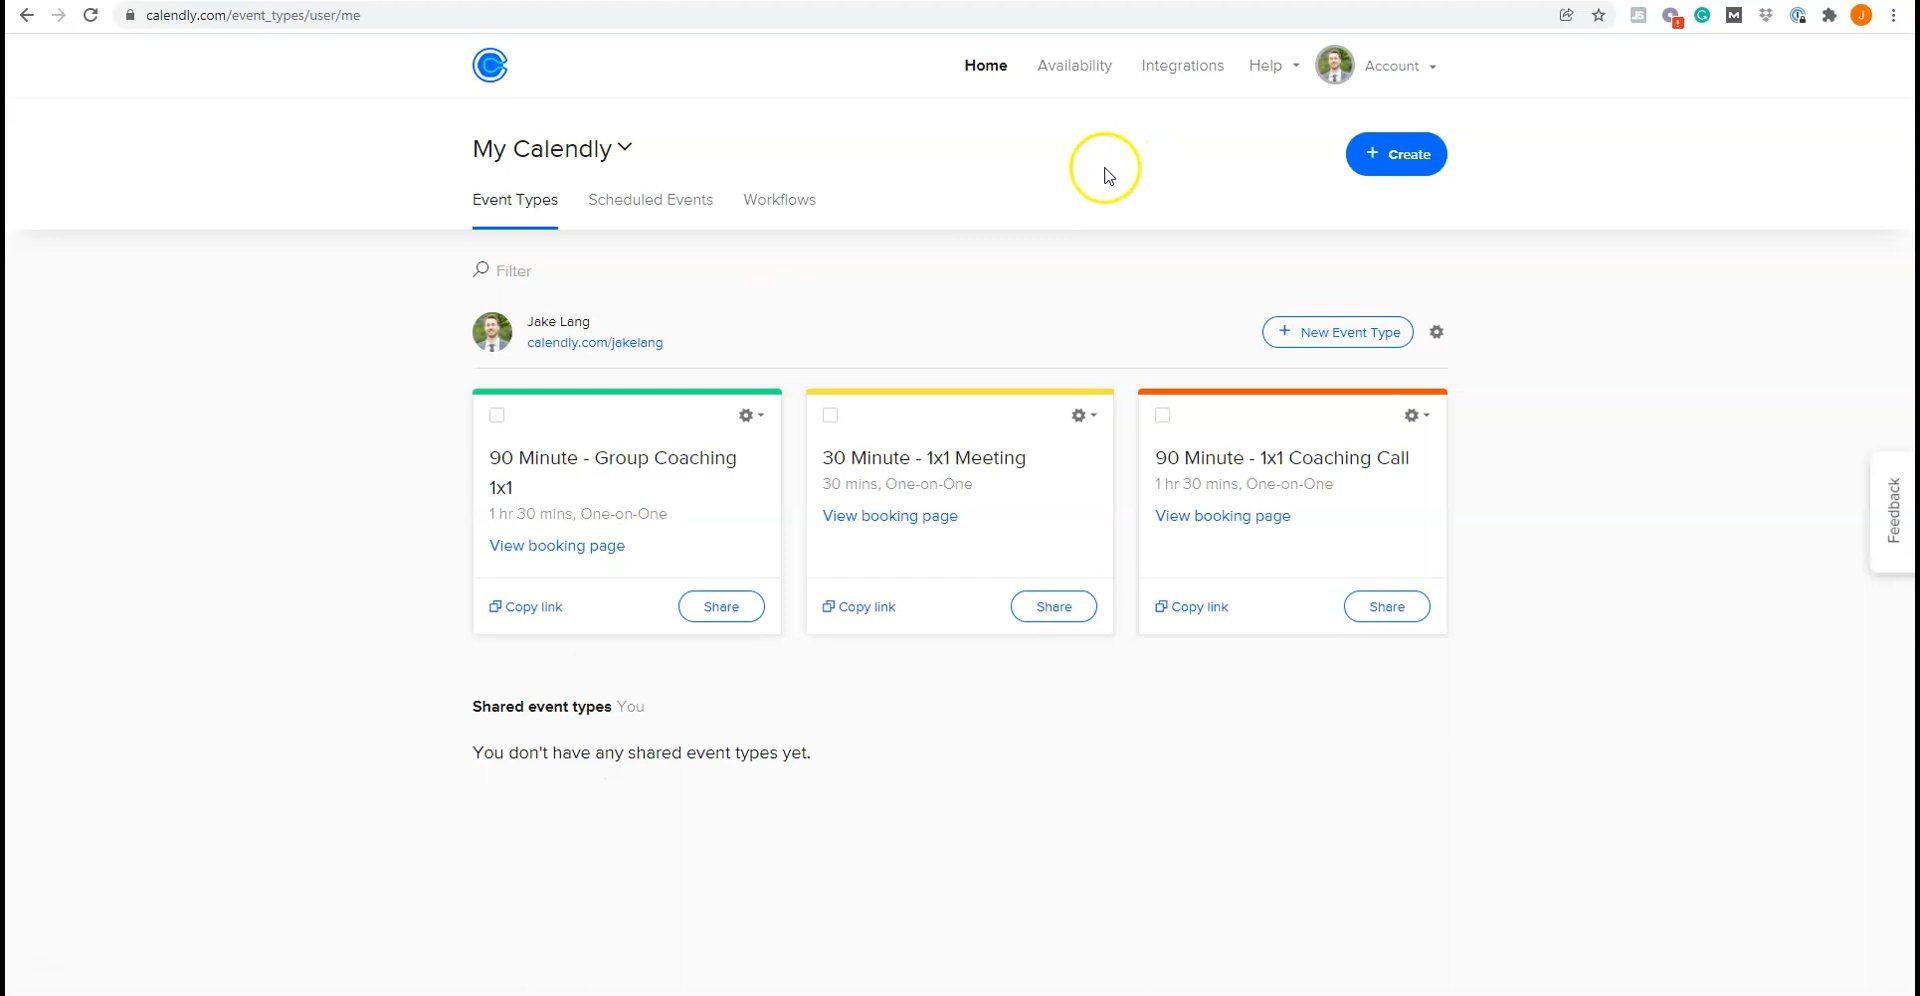 calendly.com/event_types/user/me
JS
!
G
M
J
Home Availability Integrations Help Account
My Calendly
+ Create
Event Types Scheduled Events Workflows
Filter
Jake Lang
calendly.com/jakelang
+ New Event Type
90 Minute - Group Coaching
1x1
1 hr 30 mins, One-on-One
View booking page
Copy link Share
30 Minute - 1x1 Meeting
30 mins, One-on-One
View booking page
Copy link Share
90 Minute - 1x1 Coaching Call
1 hr 30 mins, One-on-One
View booking page
Copy link Share
Feedback
Shared event types You
You don't have any shared event types yet.